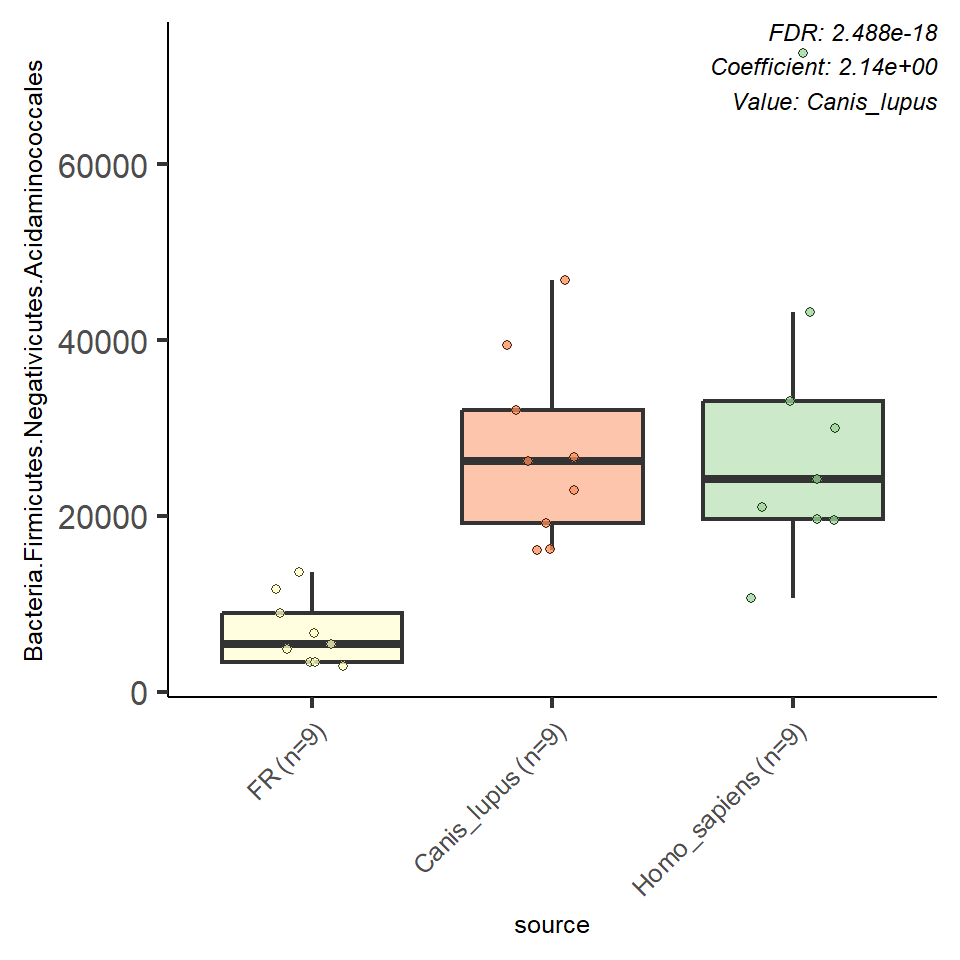 FDR: 2.488e-18
Coefficient: 2.14e+00
Value: Canis_lupus
Bacteria.Firmicutes.Negativicutes.Acidaminococcales
60000
40000
20000
0
FR (n=9)
Canis_lupus (n=9)
Homo_sapiens (n=9)
source